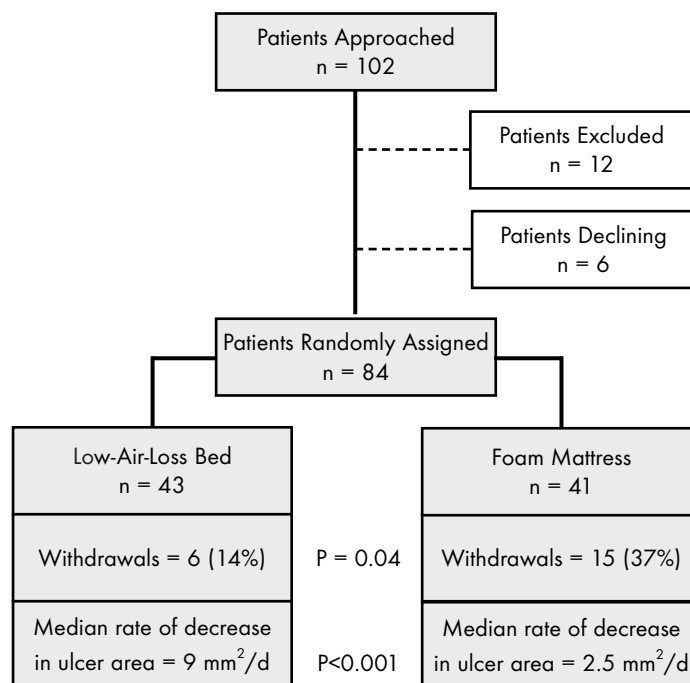 Patients Approached
n = 102
Patients Excluded
n = 12
Patients Declining
n = 6
Patients Randomly Assigned
n = 84
Low-Air-Loss Bed
n = 43
Foam Mattress
n = 41
Withdrawals = 6 (14%)
P = 0.04
Withdrawals = 15 (37%)
Median rate of decrease
in ulcer area = 9 mm²/d
P<0.001
Median rate of decrease
in ulcer area = 2.5 mm²/d